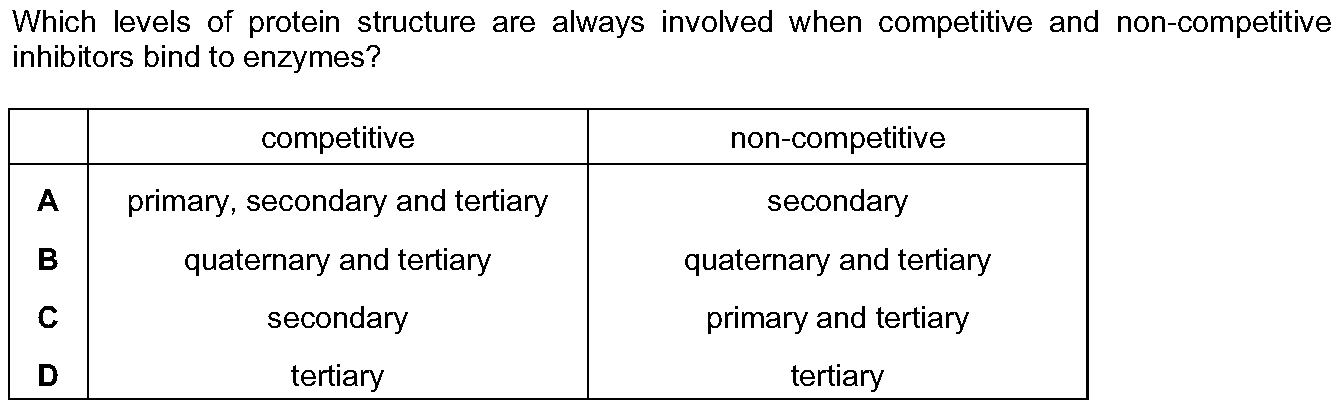 Which levels of protein structure are always involved when competitive and non-competitive
inhibitors bind to enzymes?
competitive non-competitive
A primary, secondary and tertiary secondary
B quaternary and tertiary quaternary and tertiary
C secondary primary and tertiary
D tertiary tertiary